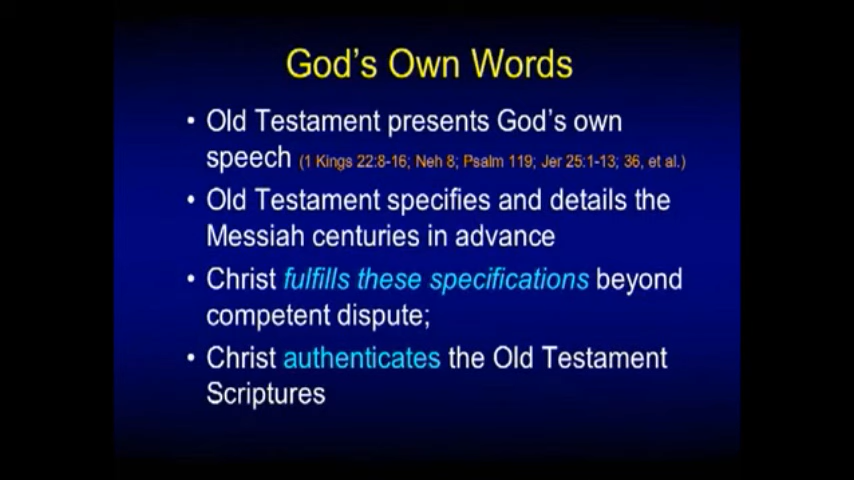 God's Own Words
• Old Testament presents God's own
speech (1 Kings 22:8-16; Neh 8; Psalm 119; Jer 25:1-13; 36, et al.)
• Old Testament specifies and details the
Messiah centuries in advance
• Christ fulfills these specifications beyond
competent dispute;
• Christ authenticates the Old Testament
Scriptures